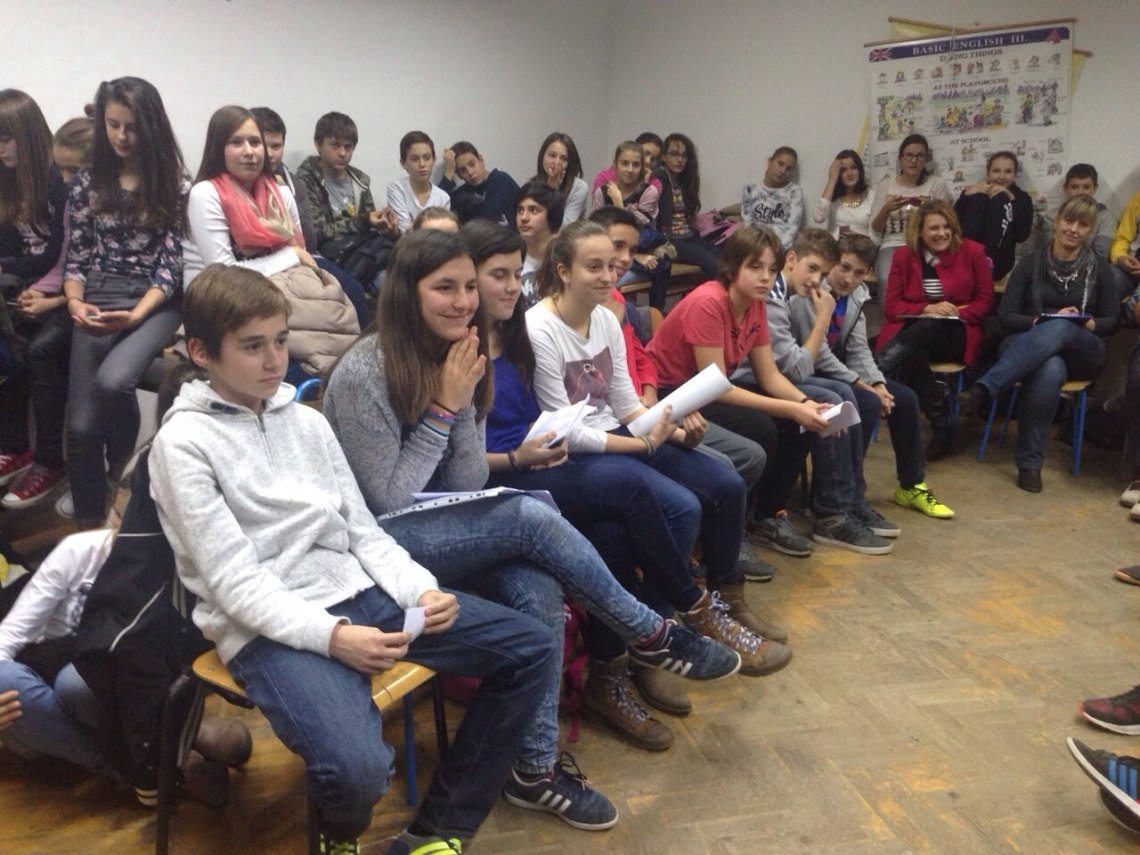 BASIC ENGLISH III.
DOING THINGS
AT THE PLAYGROUND
AT SCHOOL
Style